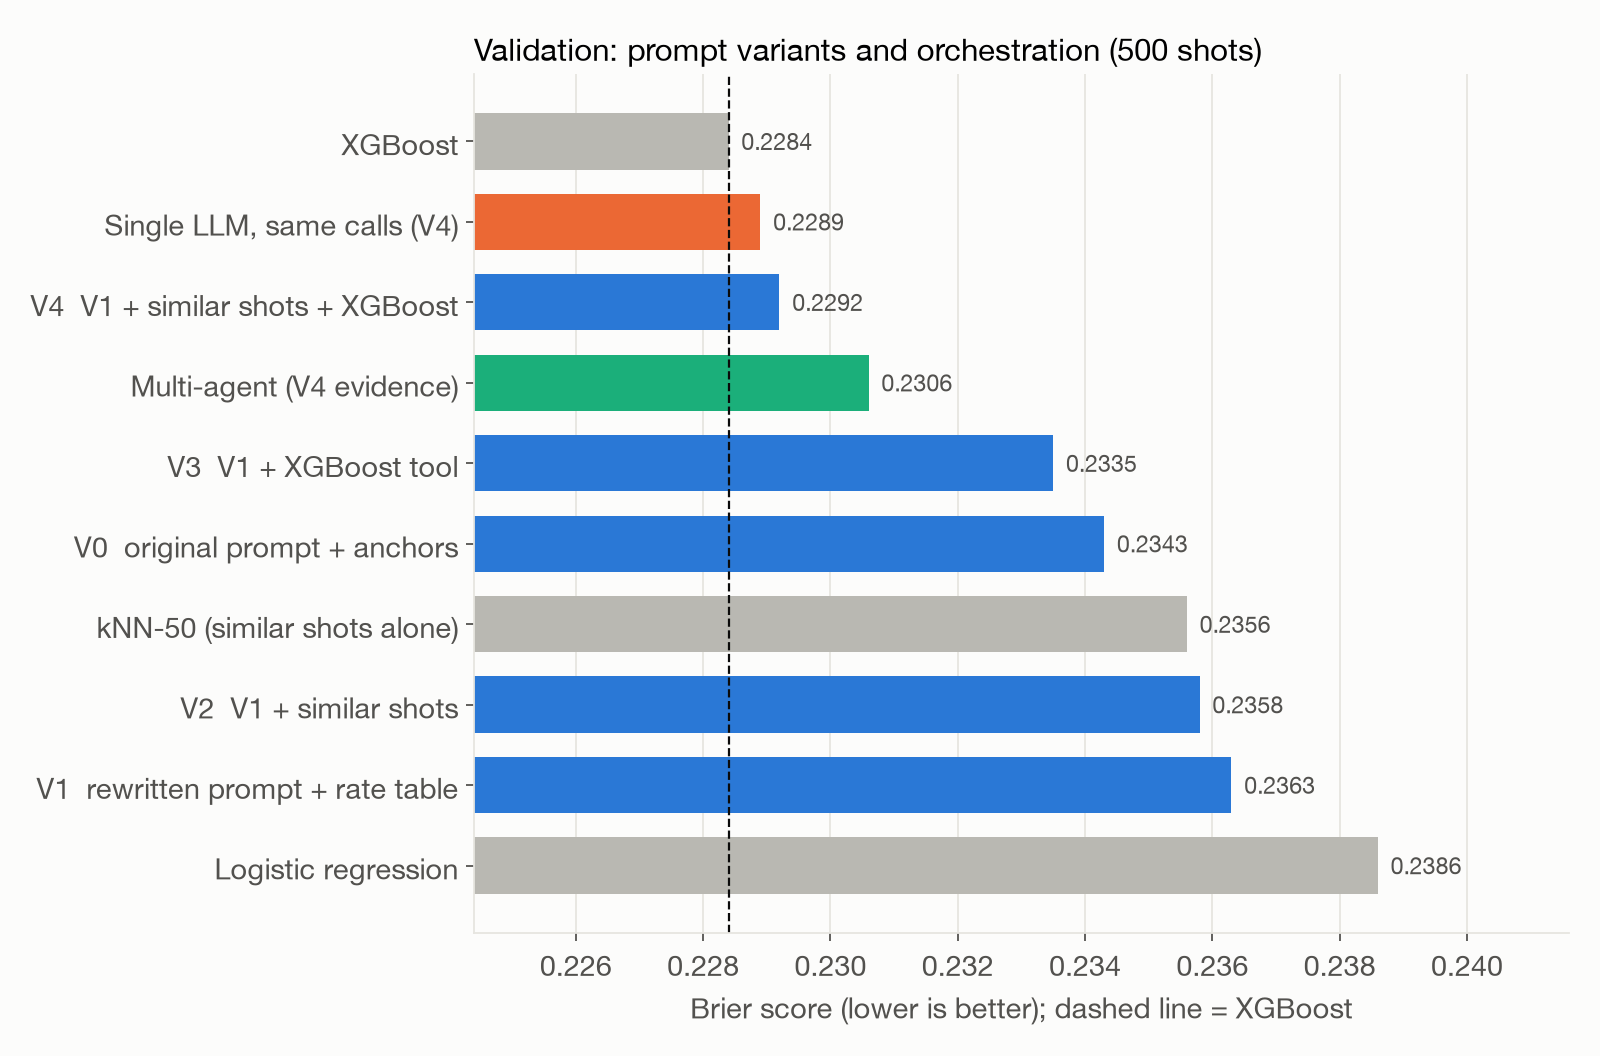 Validation: prompt variants and orchestration (500 shots)
XGBoost
0.2284
Single LLM, same calls (V4)
0.2289
V4  V1 + similar shots + XGBoost
0.2292
Multi-agent (V4 evidence)
0.2306
V3  V1 + XGBoost tool
0.2335
V0  original prompt + anchors
0.2343
kNN-50 (similar shots alone)
0.2356
V2  V1 + similar shots
0.2358
V1  rewritten prompt + rate table
0.2363
Logistic regression
0.2386
0.226 0.228 0.230 0.232 0.234 0.236 0.238 0.240
Brier score (lower is better); dashed line = XGBoost